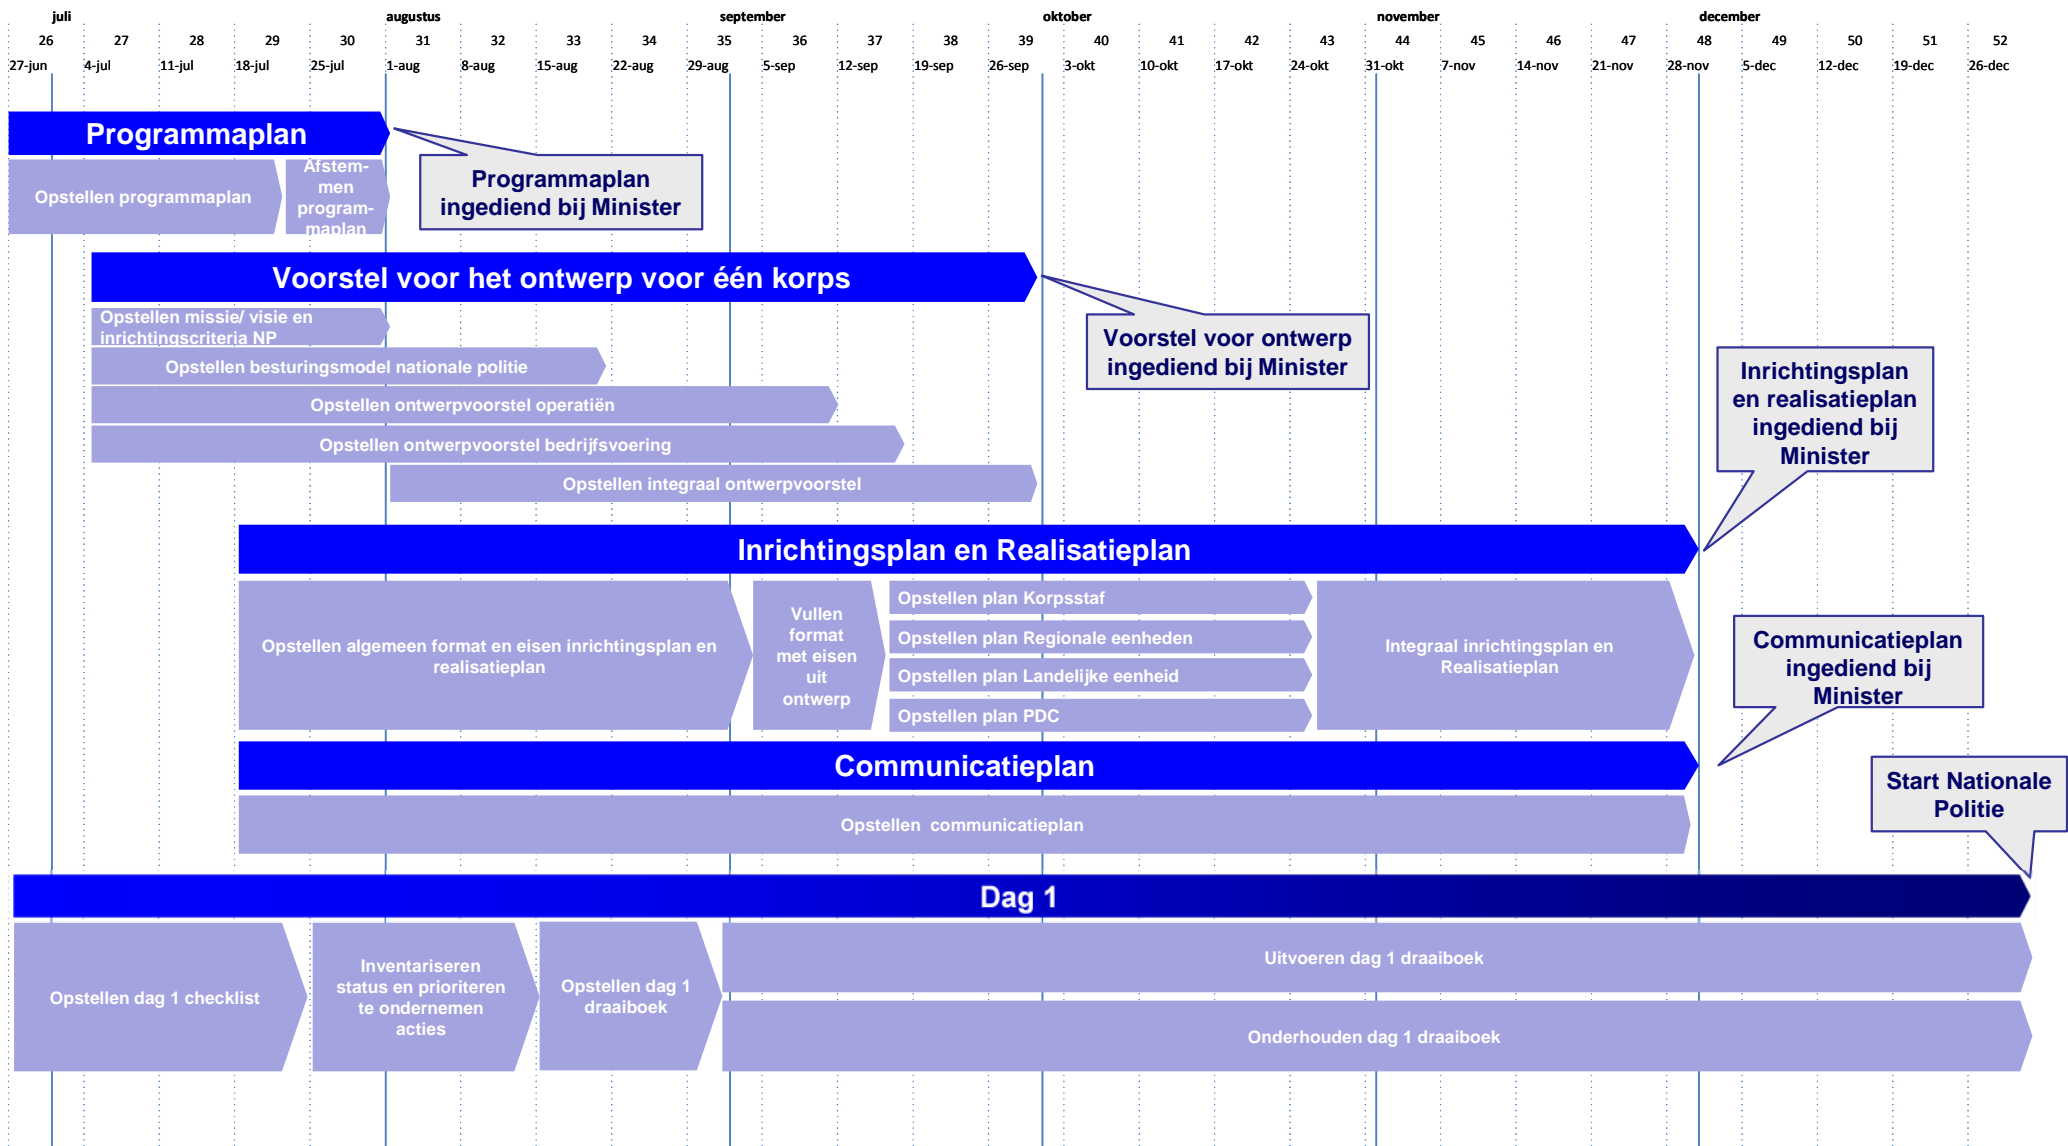 juli augustus september oktober november december
26 27 28 29 30 31 32 33 34 35 36 37 38 39 40 41 42 43 44 45 46 47 48 49 50 51 52
27-jun 4-jul 11-jul 18-jul 25-jul 1-aug 8-aug 15-aug 22-aug 29-aug 5-sep 12-sep 19-sep 26-sep 3-okt 10-okt 17-okt 24-okt 31-okt 7-nov 14-nov 21-nov 28-nov 5-dec 12-dec 19-dec 26-dec
Programmaplan
Opstellen programmaplan
Afstem-
men
program-
maplan
Programmaplan
ingediend bij Minister
Voorstel voor het ontwerp voor één korps
Opstellen missie/ visie en
inrichtingscriteria NP
Opstellen besturingsmodel nationale politie
Opstellen ontwerpvoorstel operatiën
Opstellen ontwerpvoorstel bedrijfsvoering
Opstellen integraal ontwerpvoorstel
Voorstel voor ontwerp
ingediend bij Minister
Inrichtingsplan
en realisatieplan
ingediend bij
Minister
Inrichtingsplan en Realisatieplan
Opstellen algemeen format en eisen inrichtingsplan en
realisatieplan
Vullen
format
met eisen
uit
ontwerp
Opstellen plan Korpsstaf
Opstellen plan Regionale eenheden
Opstellen plan Landelijke eenheid
Opstellen plan PDC
Integraal inrichtingsplan en
Realisatieplan
Communicatieplan
ingediend bij
Minister
Communicatieplan
Opstellen communicatieplan
Start Nationale
Politie
Dag 1
Opstellen dag 1 checklist
Inventariseren
status en prioriteren
te ondernemen
acties
Opstellen dag 1
draaiboek
Uitvoeren dag 1 draaiboek
Onderhouden dag 1 draaiboek